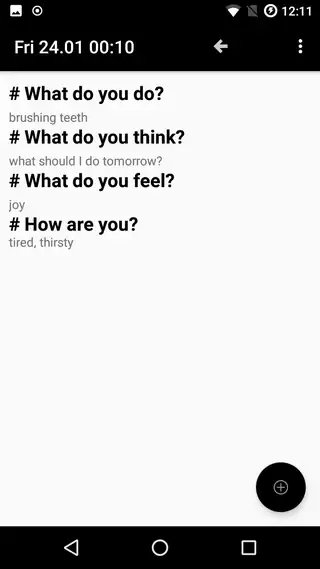 12:11
Fri 24.01 00:10
# What do you do?
brushing teeth
# What do you think?
what should I do tomorrow?
# What do you feel?
joy
# How are you?
tired, thirsty